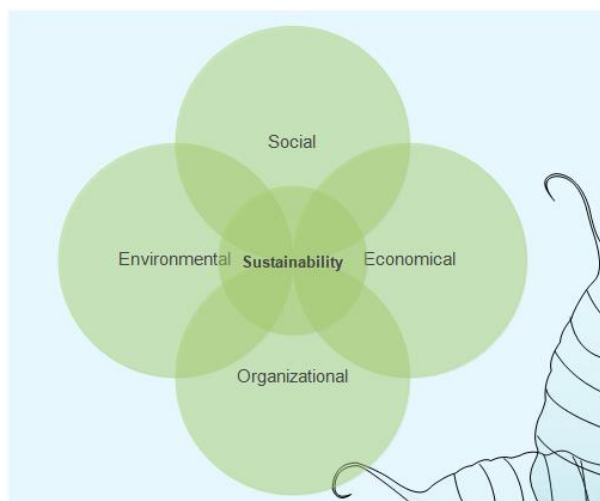 Social
Environmental
Sustainability
Economical
Organizational